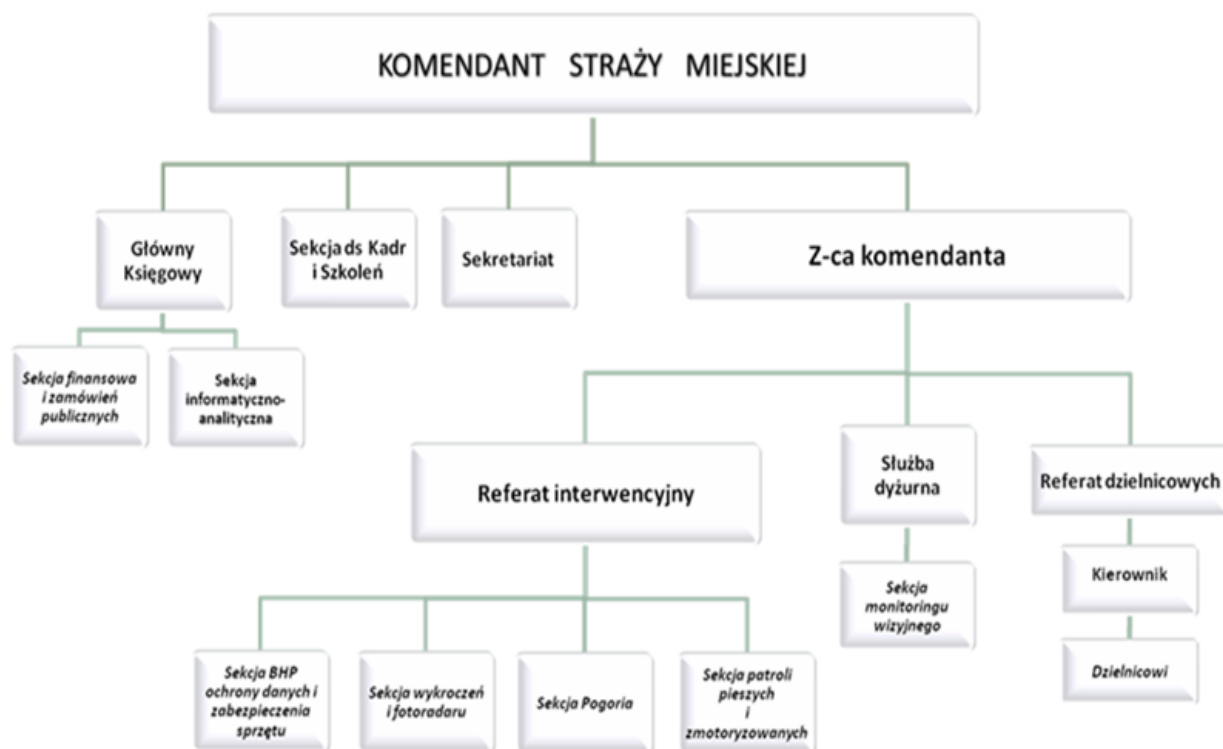 KOMENDANT STRAŻY MIEJSKIEJ
Główny
Księgowy
Sekcja ds Kadr
i Szkoleń
Sekretariat
Z-ca komendanta
Sekcja finansowa
i zamówień
publicznych
Sekcja
informatyczno-
analityczna
Referat interwencyjny
Służba
dyżurna
Referat dzielnicowych
Sekcja
monitoringu
wizyjnego
Kierownik
Dzielnicowi
Sekcja BHP
ochrony danych i
zabezpieczenia
sprzętu
Sekcja wykroczeń
i fotoradaru
Sekcja Pogoria
Sekcja patroli
pieszych
i
zmotoryzowanych